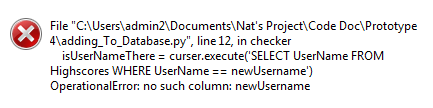 File "C:\Users\admin2\Documents\Nat's Project\Code Doc\Prototype
4\adding_To_Database.py", line 12, in checker
isUserNameThere = curser.execute('SELECT UserName FROM
Highscores WHERE UserName == newUsername')
OperationalError: no such column: newUsername